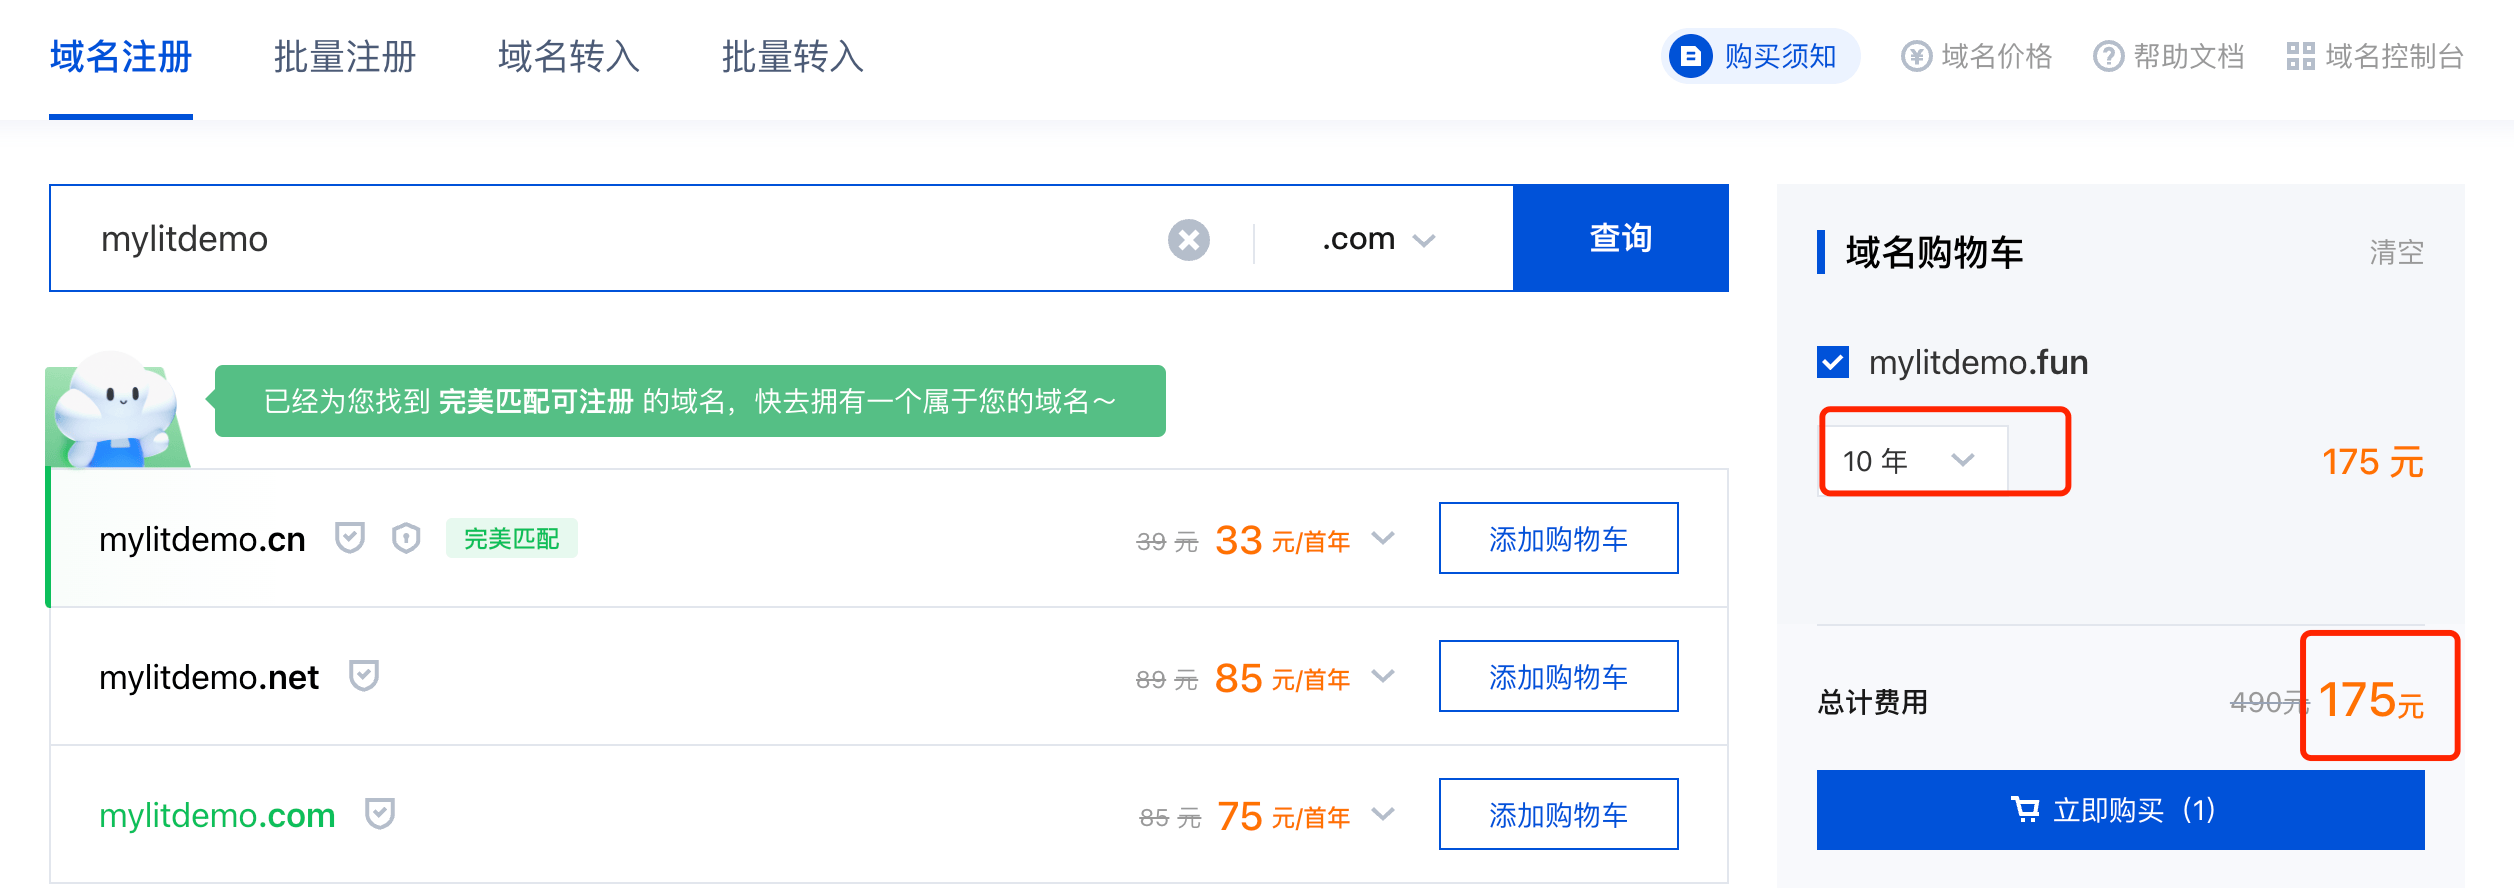 域名注册 批量注册 域名转入 批量转入 购买须知 域名价格 帮助文档 域名控制台
mylitdemo .com 查询
已经为您找到 完美匹配可注册 的域名，快去拥有一个属于您的域名～
mylitdemo.cn 完美匹配 39 元 33 元/首年 添加购物车
mylitdemo.net 89 元 85 元/首年 添加购物车
mylitdemo.com 85 元 75 元/首年 添加购物车
域名购物车 清空
mylitdemo.fun
10 年 175 元
总计费用 490元 175元
立即购买（1）